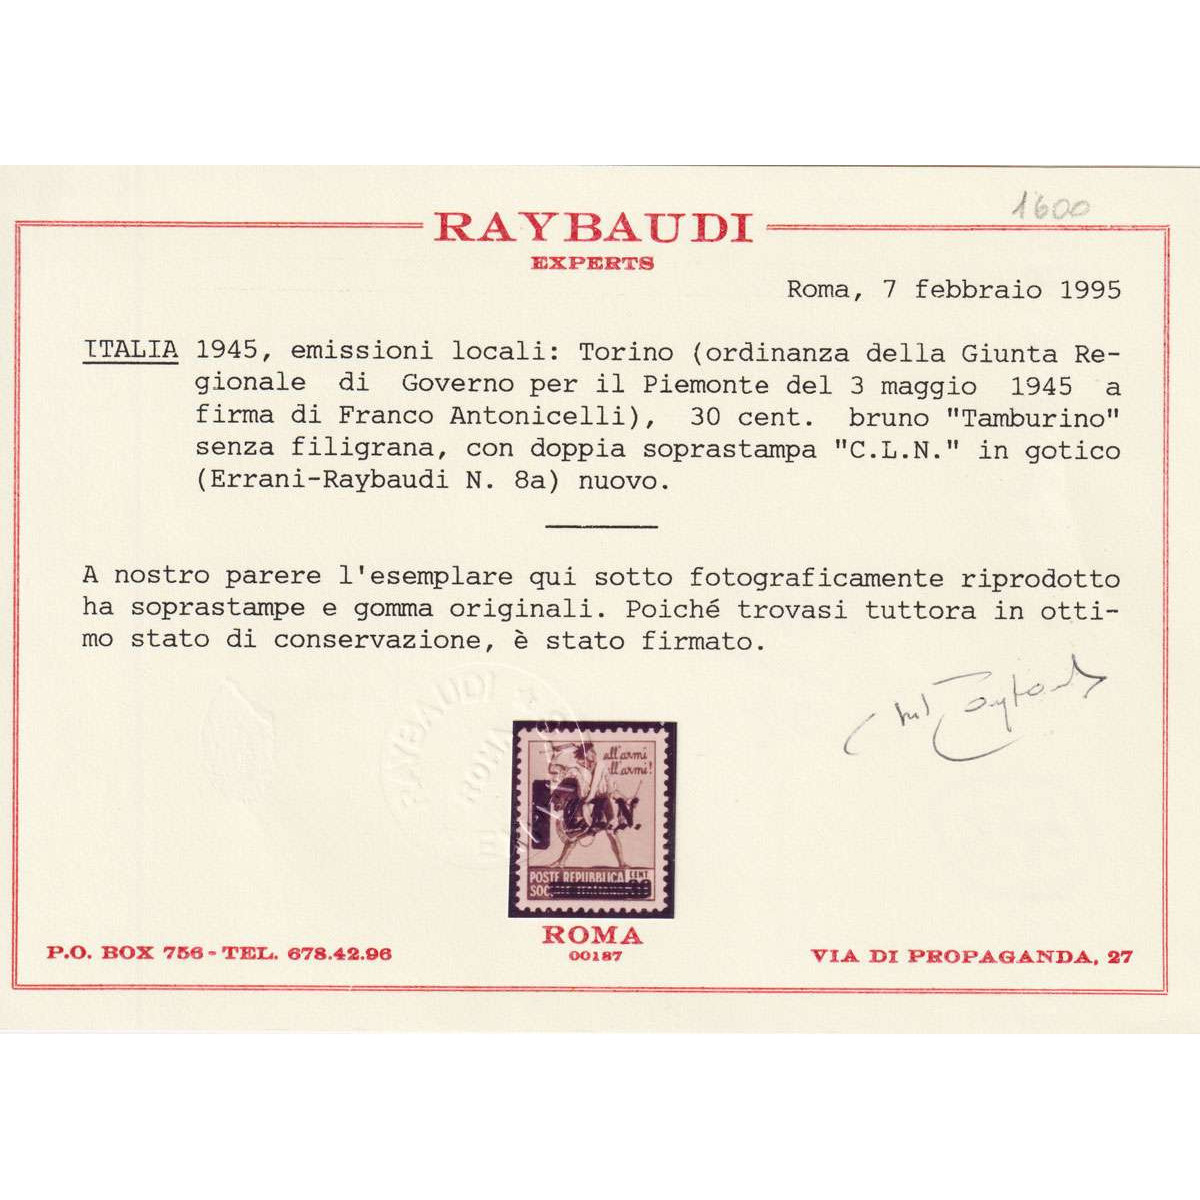 1600
RAYBAUDI
EXPERTS
Roma, 7 febbraio 1995
ITALIA 1945, emissioni locali: Torino (ordinanza della Giunta Re-
gionale di Governo per il Piemonte del 3 maggio 1945 a
firma di Franco Antonicelli), 30 cent. bruno "Tamburino"
senza filigrana, con doppia soprastampa "C.L.N." in gotico
(Errani-Raybaudi N. 8a) nuovo.
A nostro parere l'esemplare qui sotto fotograficamente riprodotto
ha soprastampe e gomma originali. Poiché trovasi tuttora in otti-
mo stato di conservazione, è stato firmato.
RAYBAUDI
all'armi
all'armi!
C.L.N.
POSTE REPUBBLICA CENT
ROMA
00187
P.O. BOX 756 - TEL. 678.42.96
VIA DI PROPAGANDA, 27